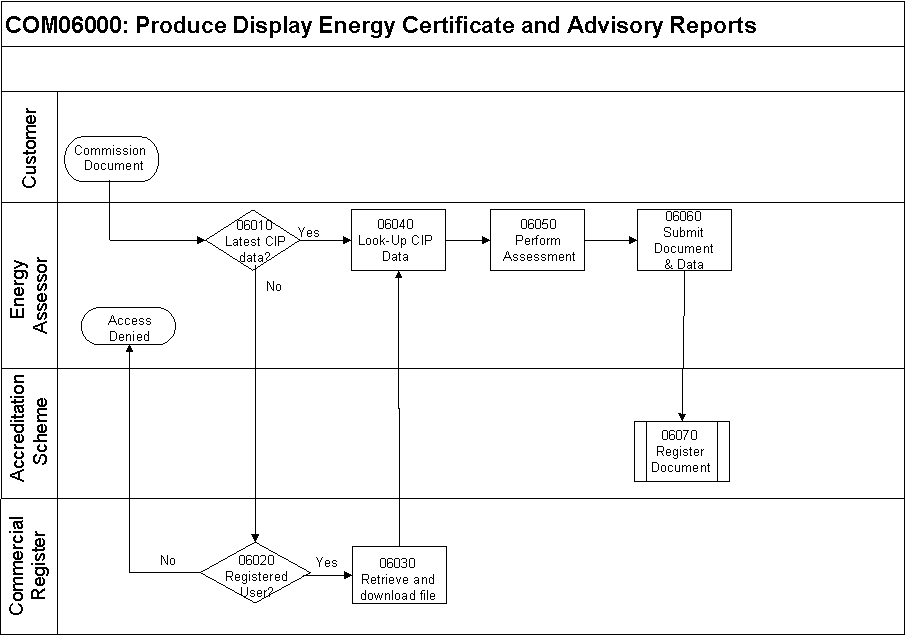 COM06000: Produce Display Energy Certificate and Advisory Reports
Customer
Commission
Document
Energy
Assessor
06010
Latest CIP
data?
Yes
No
06040
Look-Up CIP
Data
06050
Perform
Assessment
06060
Submit
Document
& Data
Access
Denied
Accreditation
Scheme
06070
Register
Document
Commercial
Register
No
06020
Registered
User?
Yes
06030
Retrieve and
download file